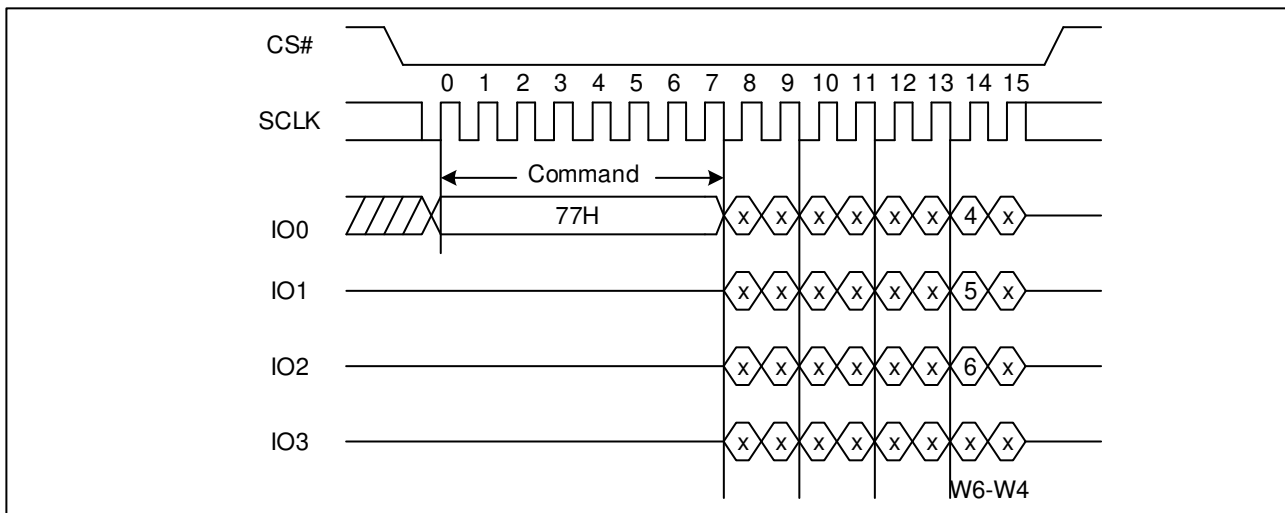 CS#
0 1 2 3 4 5 6 7 8 9 10 11 12 13 14 15
SCLK
Command
IO0 77H x x x x x x 4 x
IO1 x x x x x x 5 x
IO2 x x x x x x 6 x
IO3 x x x x x x x x
W6-W4